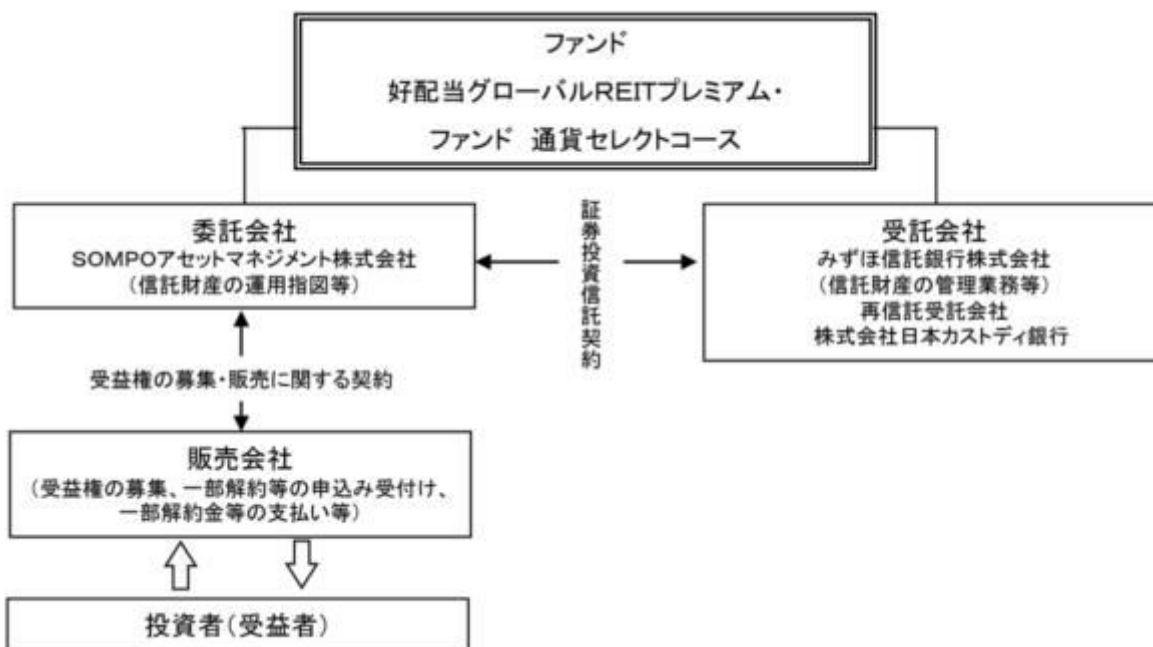 ファンド
好配当グローバルREITプレミアム・
ファンド 通貨セレクトコース
委託会社
SOMPOアセットマネジメント株式会社
(信託財産の運用指図等)
証券投資信託契約
受託会社
みずほ信託銀行株式会社
(信託財産の管理業務等)
再信託受託会社
株式会社日本カストディ銀行
受益権の募集・販売に関する契約
販売会社
(受益権の募集、一部解約等の申込み受付け、
一部解約金等の支払い等)
投資者(受益者)